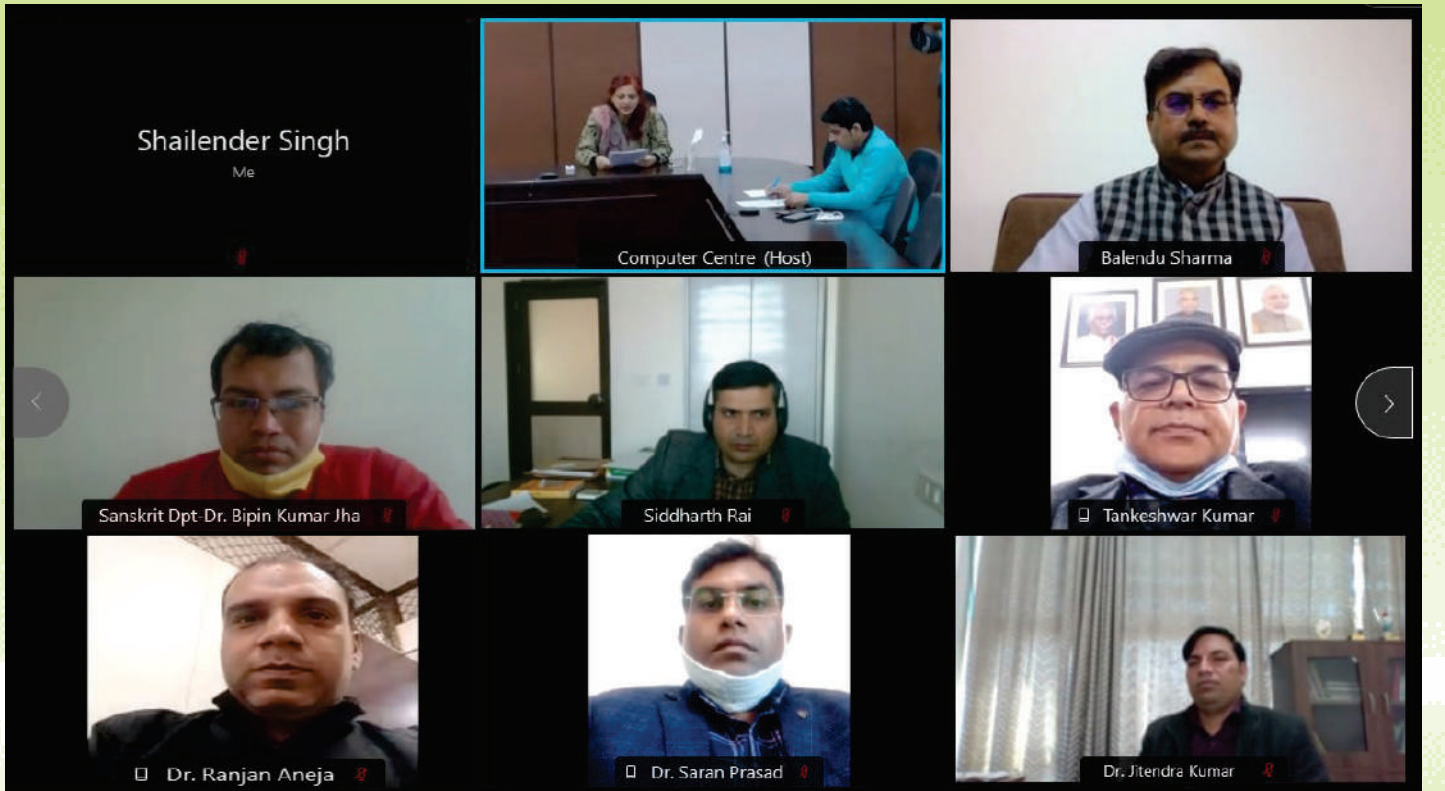 Shailender Singh
Me
Computer Centre (Host)
Balendu Sharma
Sanskrit Dpt-Dr. Bipin Kumar Jha
Siddharth Rai
Tankeshwar Kumar
Dr. Ranjan Aneja
Dr. Saran Prasad
Dr. Jitendra Kumar